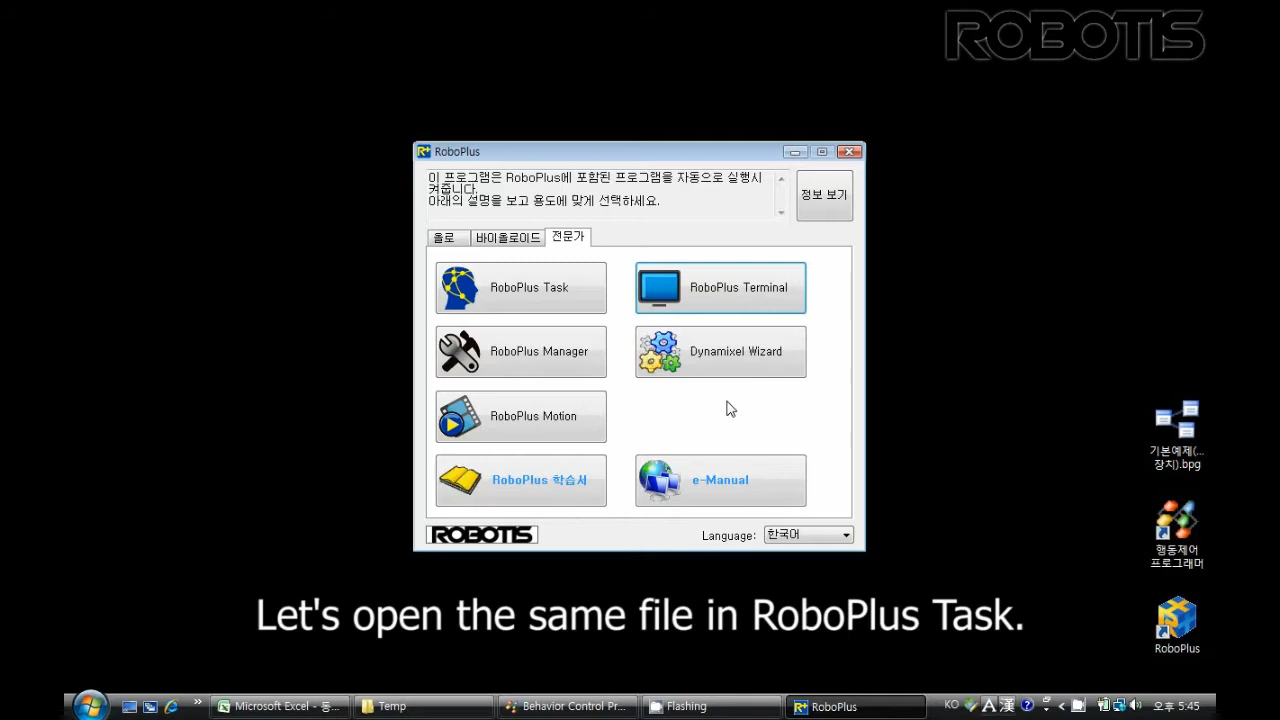 ROBOTIS
RoboPlus
이 프로그램은 RoboPlus에 포함된 프로그램을 자동으로 실행시
켜줍니다.
아래의 설명을 보고 용도에 맞게 선택하세요.
정보 보기
올로
바이올로이드
전문가
RoboPlus Task
RoboPlus Terminal
RoboPlus Manager
Dynamixel Wizard
RoboPlus Motion
RoboPlus 학습서
e-Manual
ROBOTIS
Language:
한국어
기본예제(...
장치).bpg
행동제어
프로그래머
RoboPlus
Let's open the same file in RoboPlus Task.
Microsoft Excel - 동...
Temp
Behavior Control Pr...
Flashing
RoboPlus
KO
A 漢
오후 5:45